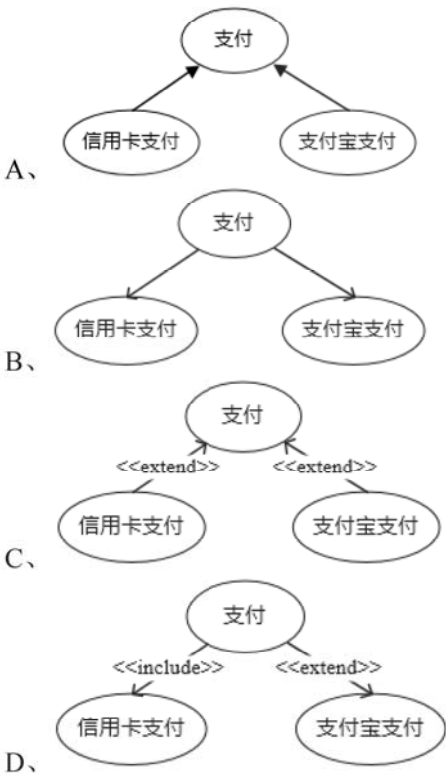 支付
信用卡支付 支付宝支付
A、
支付
信用卡支付 支付宝支付
B、
支付
<<extend>> <<extend>>
信用卡支付 支付宝支付
C、
支付
<<include>> <<extend>>
信用卡支付 支付宝支付
D、